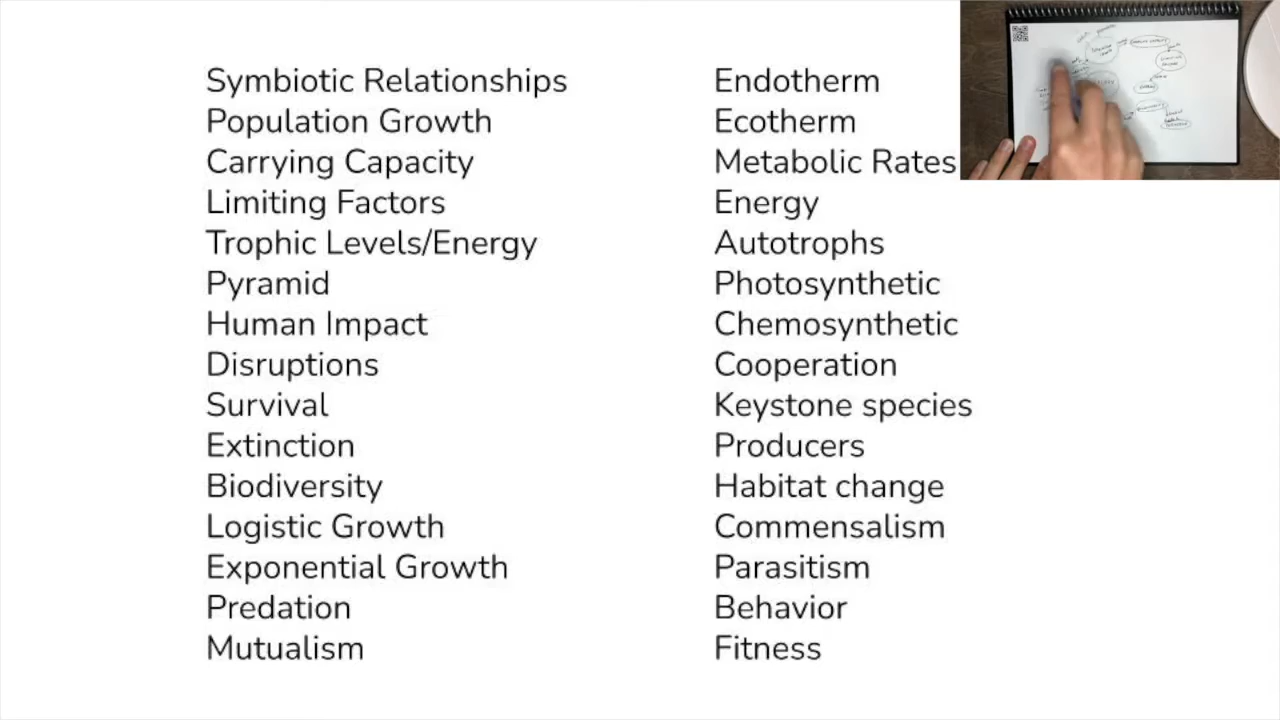 Symbiotic Relationships
Population Growth
Carrying Capacity
Limiting Factors
Trophic Levels/Energy
Pyramid
Human Impact
Disruptions
Survival
Extinction
Biodiversity
Logistic Growth
Exponential Growth
Predation
Mutualism
Endotherm
Ecotherm
Metabolic Rates
Energy
Autotrophs
Photosynthetic
Chemosynthetic
Cooperation
Keystone species
Producers
Habitat change
Commensalism
Parasitism
Behavior
Fitness